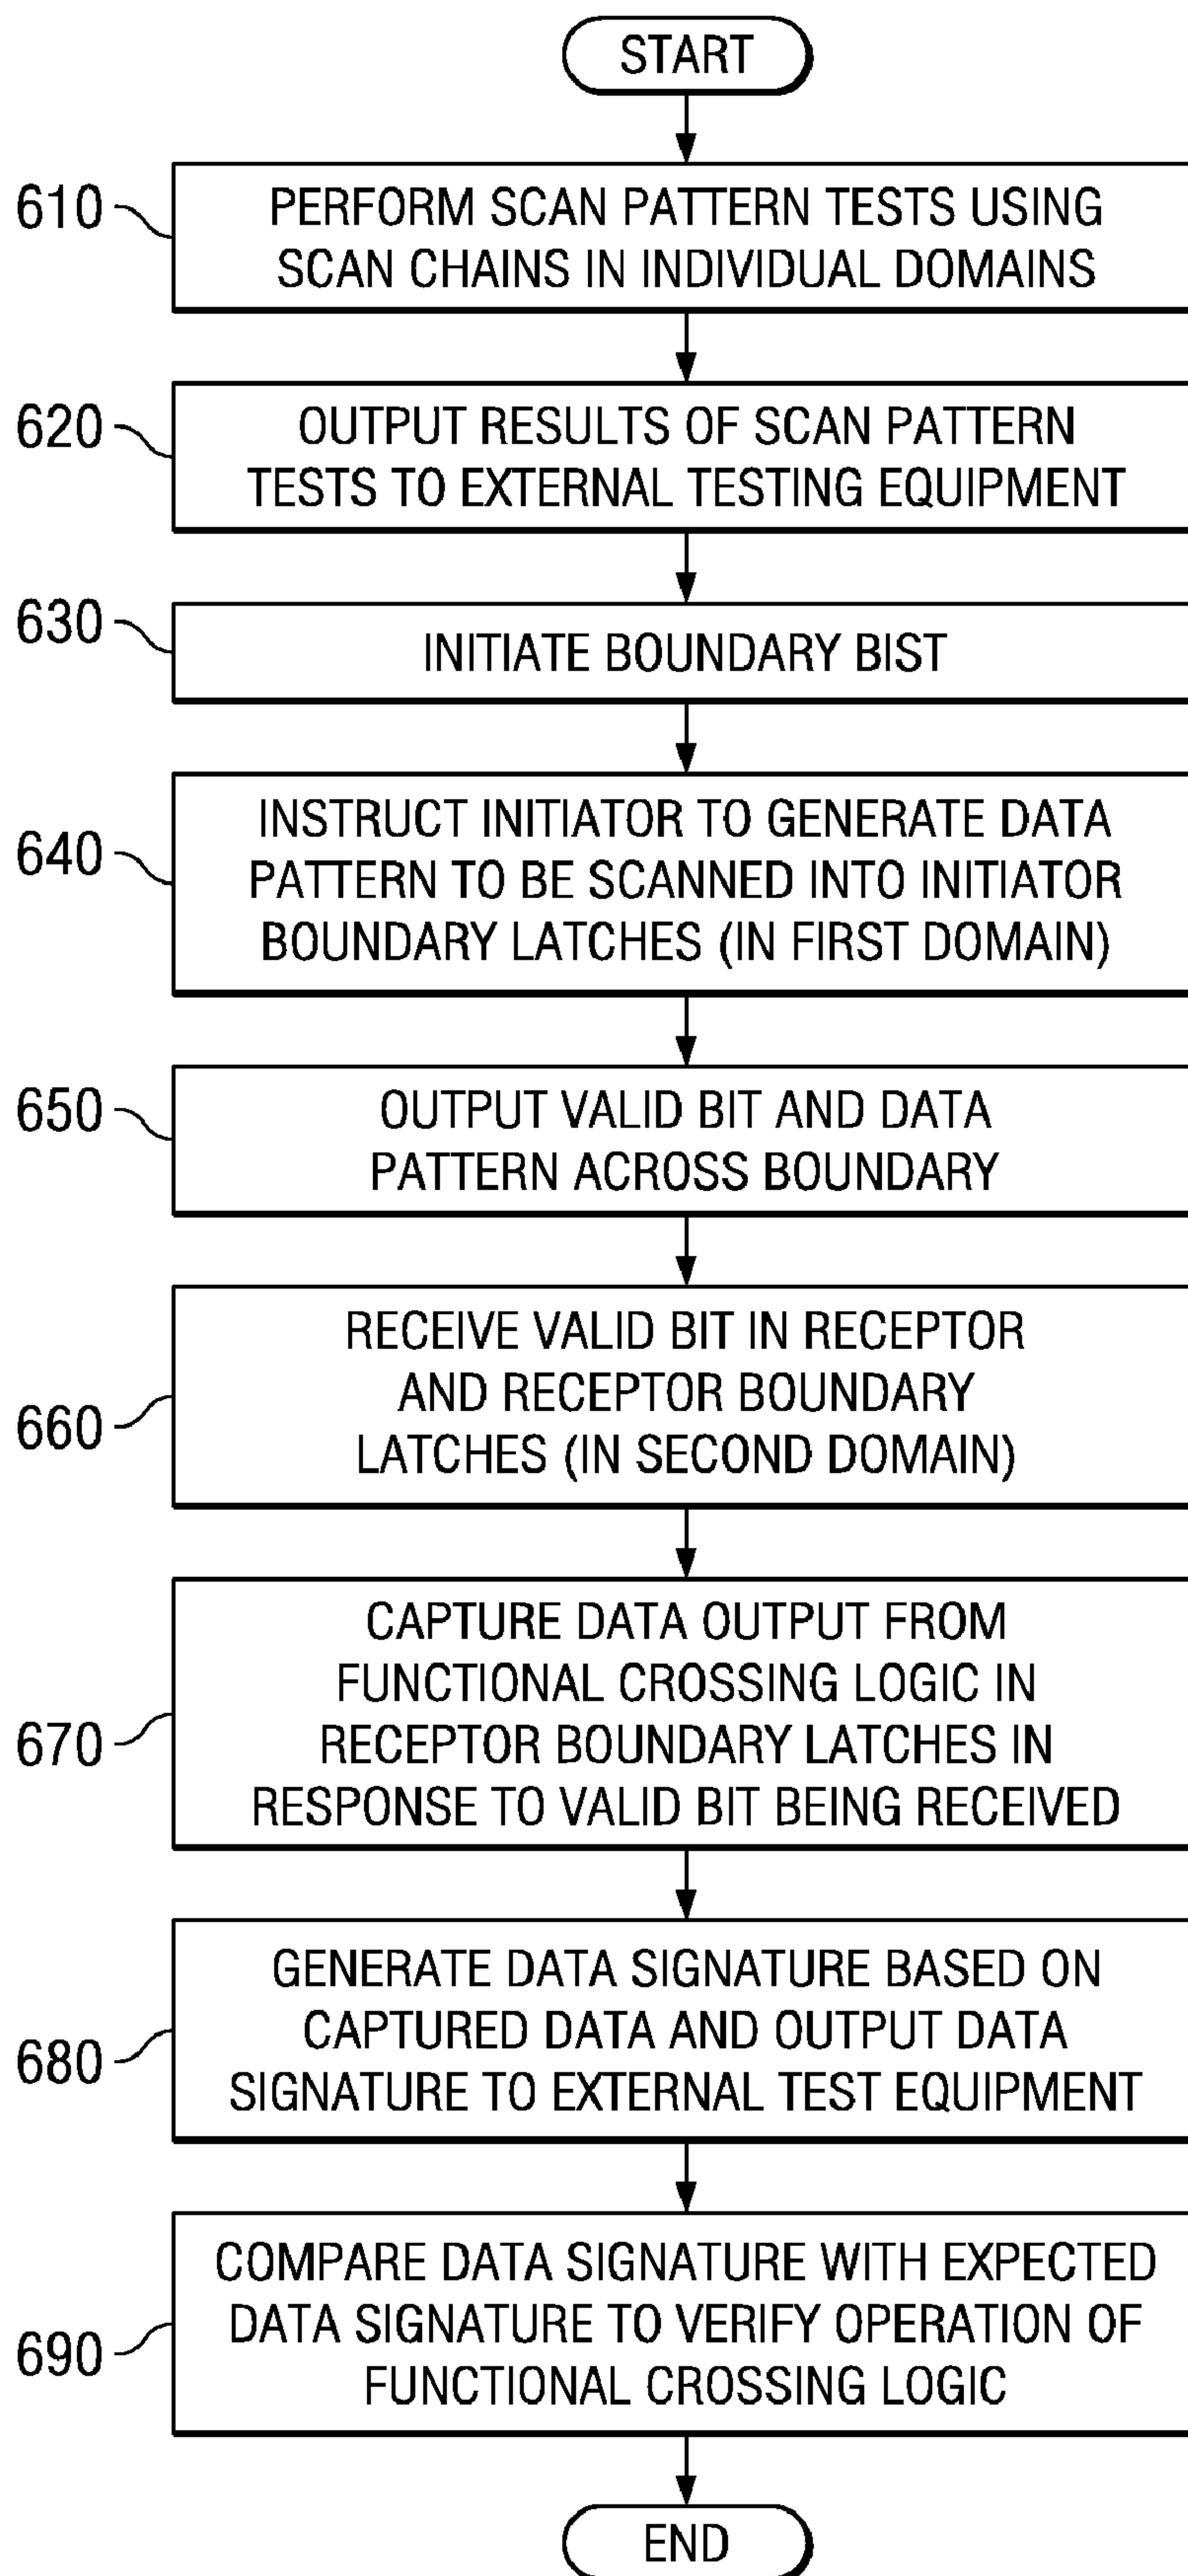 START
610
PERFORM SCAN PATTERN TESTS USING
SCAN CHAINS IN INDIVIDUAL DOMAINS
620
OUTPUT RESULTS OF SCAN PATTERN
TESTS TO EXTERNAL TESTING EQUIPMENT
630
INITIATE BOUNDARY BIST
640
INSTRUCT INITIATOR TO GENERATE DATA
PATTERN TO BE SCANNED INTO INITIATOR
BOUNDARY LATCHES (IN FIRST DOMAIN)
650
OUTPUT VALID BIT AND DATA
PATTERN ACROSS BOUNDARY
660
RECEIVE VALID BIT IN RECEPTOR
AND RECEPTOR BOUNDARY
LATCHES (IN SECOND DOMAIN)
670
CAPTURE DATA OUTPUT FROM
FUNCTIONAL CROSSING LOGIC IN
RECEPTOR BOUNDARY LATCHES IN
RESPONSE TO VALID BIT BEING RECEIVED
680
GENERATE DATA SIGNATURE BASED ON
CAPTURED DATA AND OUTPUT DATA
SIGNATURE TO EXTERNAL TEST EQUIPMENT
690
COMPARE DATA SIGNATURE WITH EXPECTED
DATA SIGNATURE TO VERIFY OPERATION OF
FUNCTIONAL CROSSING LOGIC
END